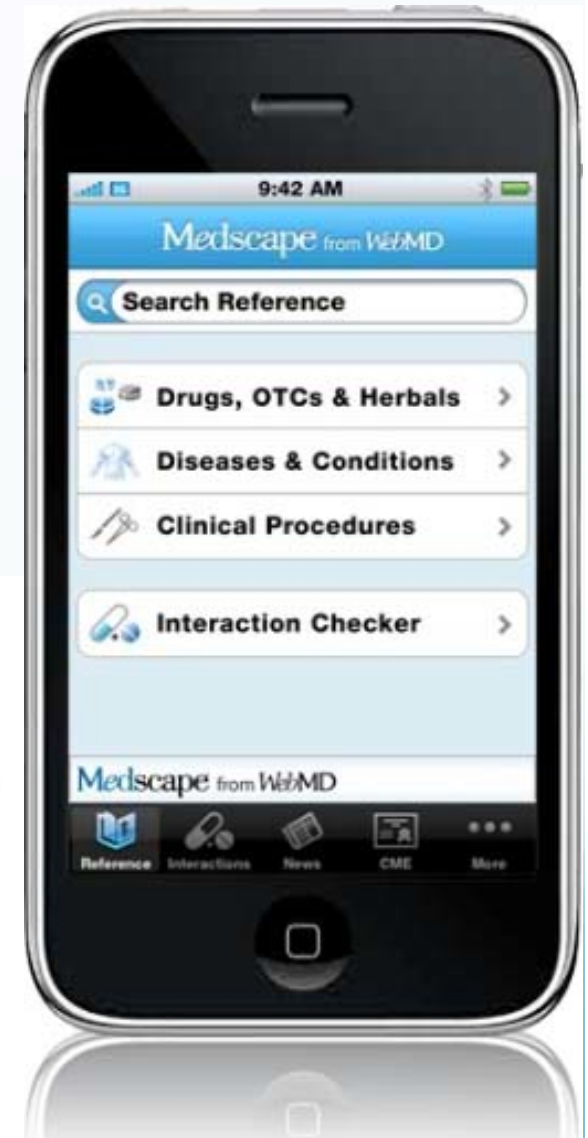 9:42 AM
Medscape from WebMD
Search Reference
Drugs, OTCs & Herbals
Diseases & Conditions
Clinical Procedures
Interaction Checker
Medscape from WebMD
Reference Interactions News CME More